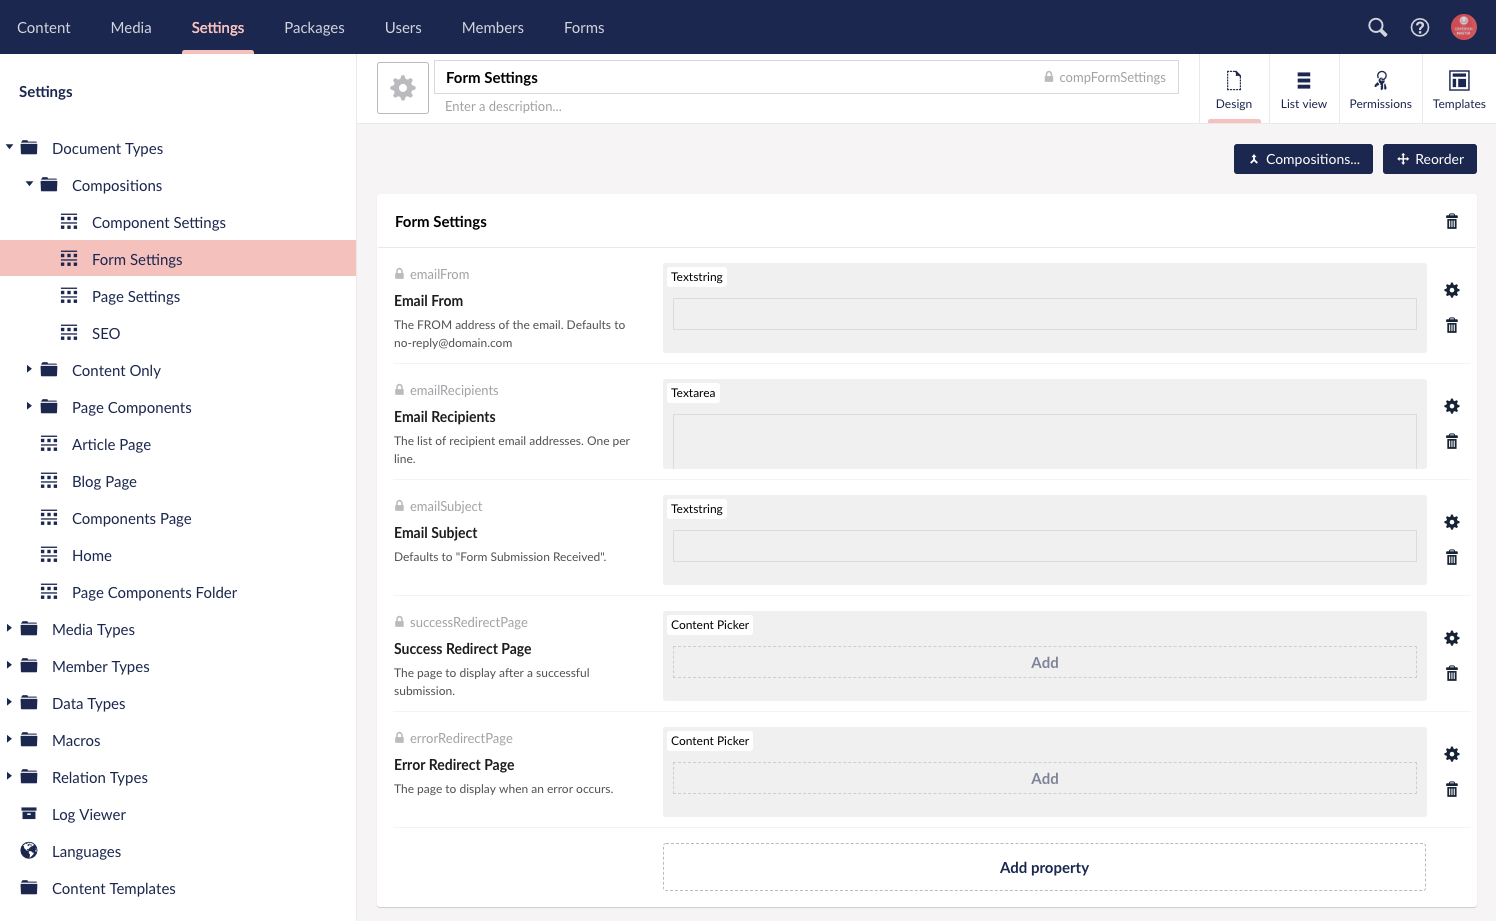 Content
Media
Settings
Packages
Users
Members
Forms
Settings
Document Types
Compositions
Component Settings
Form Settings
Page Settings
SEO
Content Only
Page Components
Article Page
Blog Page
Components Page
Home
Page Components Folder
Media Types
Member Types
Data Types
Macros
Relation Types
Log Viewer
Languages
Content Templates
Form Settings
compFormSettings
Enter a description...
Design
List view
Permissions
Templates
Compositions...
Reorder
Form Settings
emailFrom
Email From
The FROM address of the email. Defaults to
no-reply@domain.com
Textstring
emailRecipients
Email Recipients
The list of recipient email addresses. One per
line.
Textarea
emailSubject
Email Subject
Defaults to "Form Submission Received".
Textstring
successRedirectPage
Success Redirect Page
The page to display after a successful
submission.
Content Picker
Add
errorRedirectPage
Error Redirect Page
The page to display when an error occurs.
Content Picker
Add
Add property